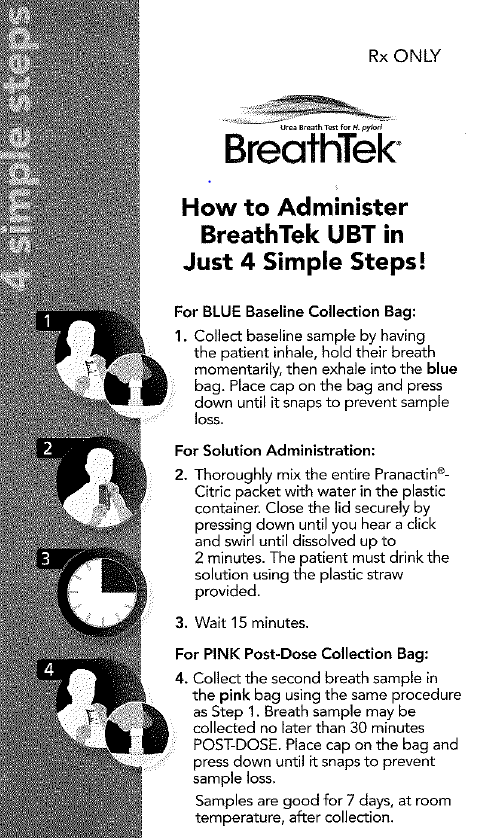 4 simple steps
Rx ONLY
Urea Breath Test for H. pylori
BreathTek®
How to Administer
BreathTek UBT in
Just 4 Simple Steps!
For BLUE Baseline Collection Bag:
1
1. Collect baseline sample by having
the patient inhale, hold their breath
momentarily, then exhale into the blue
bag. Place cap on the bag and press
down until it snaps to prevent sample
loss.
For Solution Administration:
2
2. Thoroughly mix the entire Pranactin®-
Citric packet with water in the plastic
container. Close the lid securely by
pressing down until you hear a click
and swirl until dissolved up to
2 minutes. The patient must drink the
solution using the plastic straw
provided.
3
3. Wait 15 minutes.
For PINK Post-Dose Collection Bag:
4
4. Collect the second breath sample in
the pink bag using the same procedure
as Step 1. Breath sample may be
collected no later than 30 minutes
POST-DOSE. Place cap on the bag and
press down until it snaps to prevent
sample loss.
Samples are good for 7 days, at room
temperature, after collection.